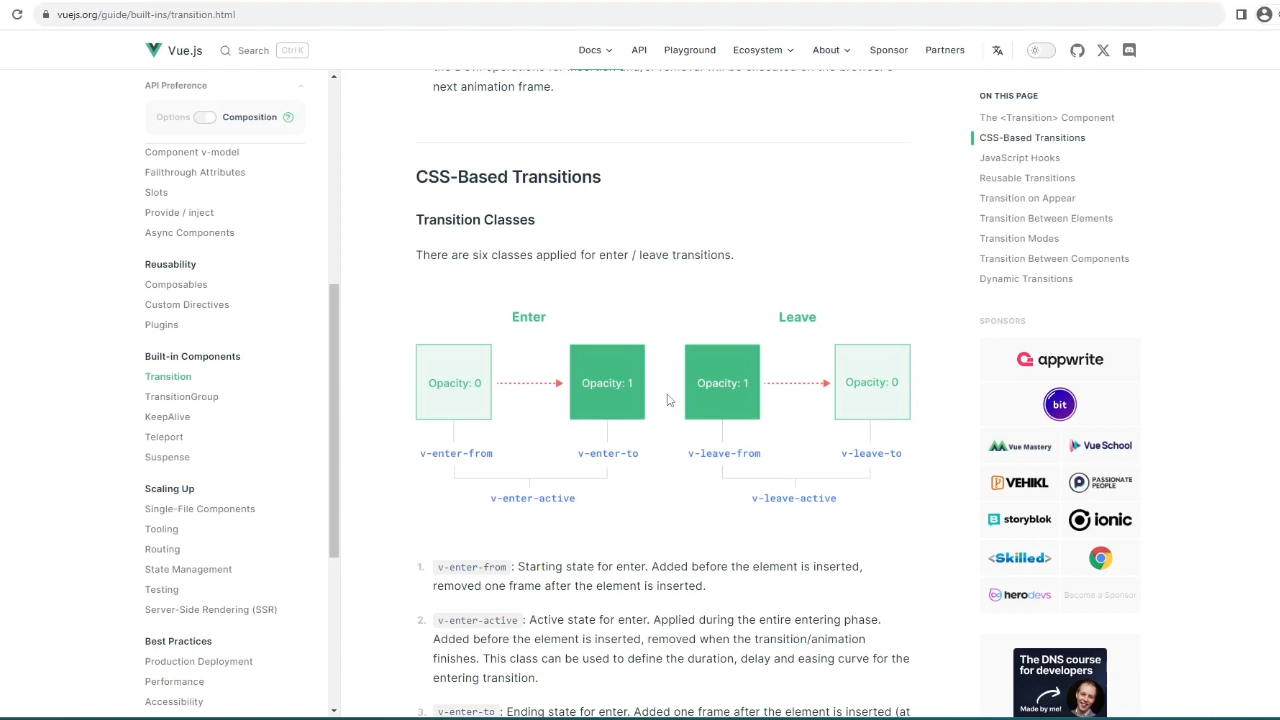 vuejs.org/guide/built-ins/transition.html
Vue.js
Search
Ctrl K
Docs
API
Playground
Ecosystem
About
Sponsor
Partners
API Preference
Options
Composition
?
Component v-model
Fallthrough Attributes
Slots
Provide / inject
Async Components
Reusability
Composables
Custom Directives
Plugins
Built-in Components
Transition
TransitionGroup
KeepAlive
Teleport
Suspense
Scaling Up
Single-File Components
Tooling
Routing
State Management
Testing
Server-Side Rendering (SSR)
Best Practices
Production Deployment
Performance
Accessibility
next animation frame.
CSS-Based Transitions
Transition Classes
There are six classes applied for enter / leave transitions.
Enter
Leave
Opacity: 0
Opacity: 1
Opacity: 1
Opacity: 0
v-enter-from
v-enter-to
v-leave-from
v-leave-to
v-enter-active
v-leave-active
1. v-enter-from : Starting state for enter. Added before the element is inserted,
removed one frame after the element is inserted.
2. v-enter-active : Active state for enter. Applied during the entire entering phase.
Added before the element is inserted, removed when the transition/animation
finishes. This class can be used to define the duration, delay and easing curve for the
entering transition.
3. v-enter-to : Ending state for enter. Added one frame after the element is inserted (at
ON THIS PAGE
The <Transition> Component
CSS-Based Transitions
JavaScript Hooks
Reusable Transitions
Transition on Appear
Transition Between Elements
Transition Modes
Transition Between Components
Dynamic Transitions
SPONSORS
appwrite
bit
Vue Mastery
Vue School
VEHIKL
PASSIONATE
PEOPLE
storyblok
ionic
<Skilled>
herodevs
Become a Sponsor
The DNS course
for developers
Made by me!